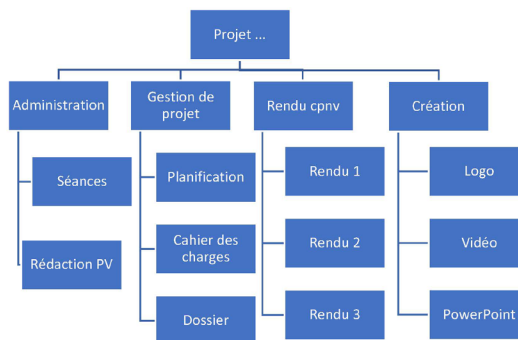 Projet ...
Administration
Gestion de
projet
Rendu cpnv
Création
Séances
Rédaction PV
Planification
Cahier des
charges
Dossier
Rendu 1
Rendu 2
Rendu 3
Logo
Vidéo
PowerPoint